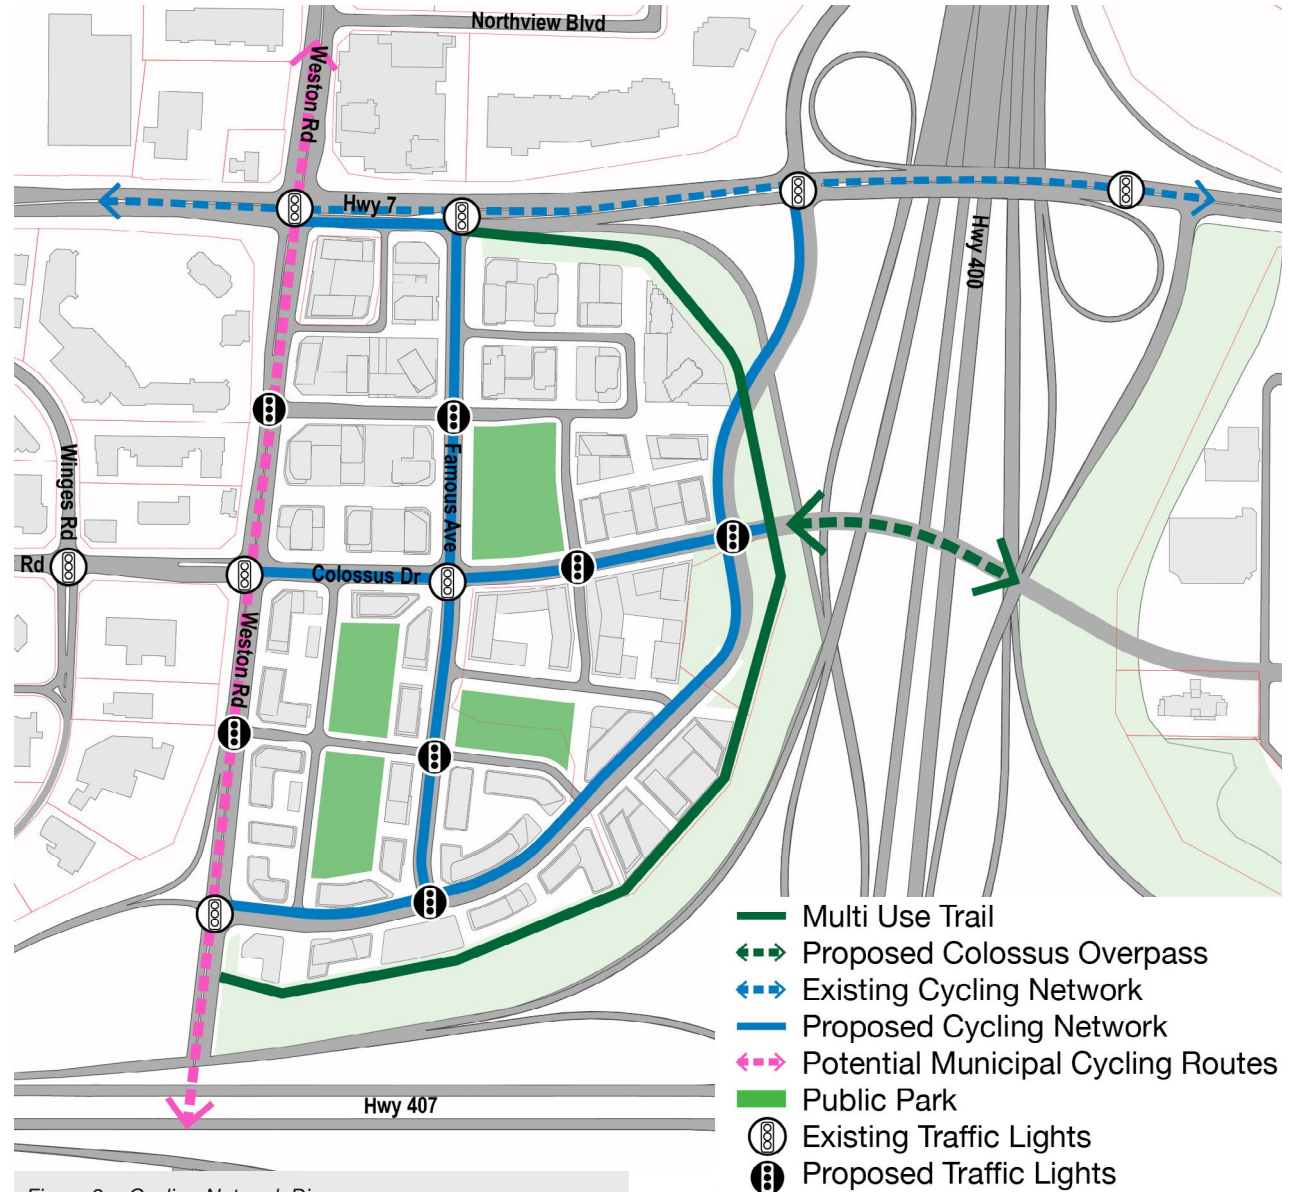 Northview Blvd
Weston Rd
Hwy 7
Hwy 400
Winges Rd
Famous Ave
Rd
Colossus Dr
Weston Rd
Hwy 407
Multi Use Trail
Proposed Colossus Overpass
Existing Cycling Network
Proposed Cycling Network
Potential Municipal Cycling Routes
Public Park
Existing Traffic Lights
Proposed Traffic Lights